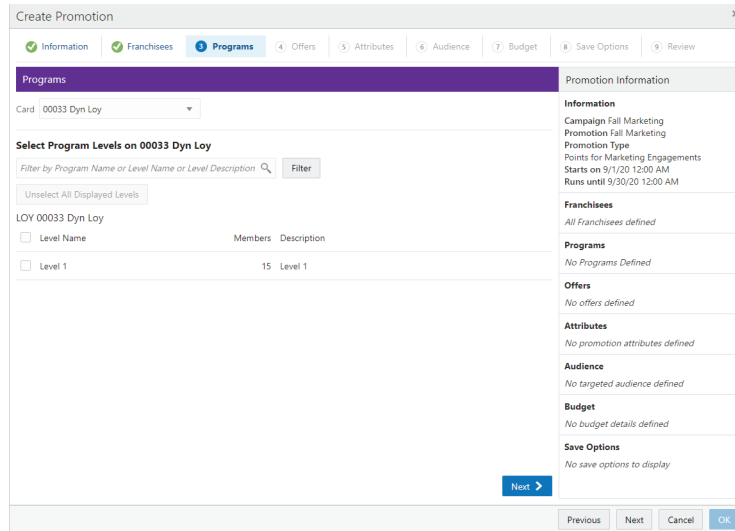 Create Promotion
Information
Franchisees
3 Programs
4 Offers
5 Attributes
6 Audience
7 Budget
8 Save Options
9 Review
Programs
Card 00033 Dyn Loy
Select Program Levels on 00033 Dyn Loy
Filter by Program Name or Level Name or Level Description
Filter
Unselect All Displayed Levels
LOY 00033 Dyn Loy
Level Name Members Description
Level 1 15 Level 1
Next
Promotion Information
Information
Campaign Fall Marketing
Promotion Fall Marketing
Promotion Type
Points for Marketing Engagements
Starts on 9/1/20 12:00 AM
Runs until 9/30/20 12:00 AM
Franchisees
All Franchisees defined
Programs
No Programs Defined
Offers
No offers defined
Attributes
No promotion attributes defined
Audience
No targeted audience defined
Budget
No budget details defined
Save Options
No save options to display
Previous Next Cancel OK